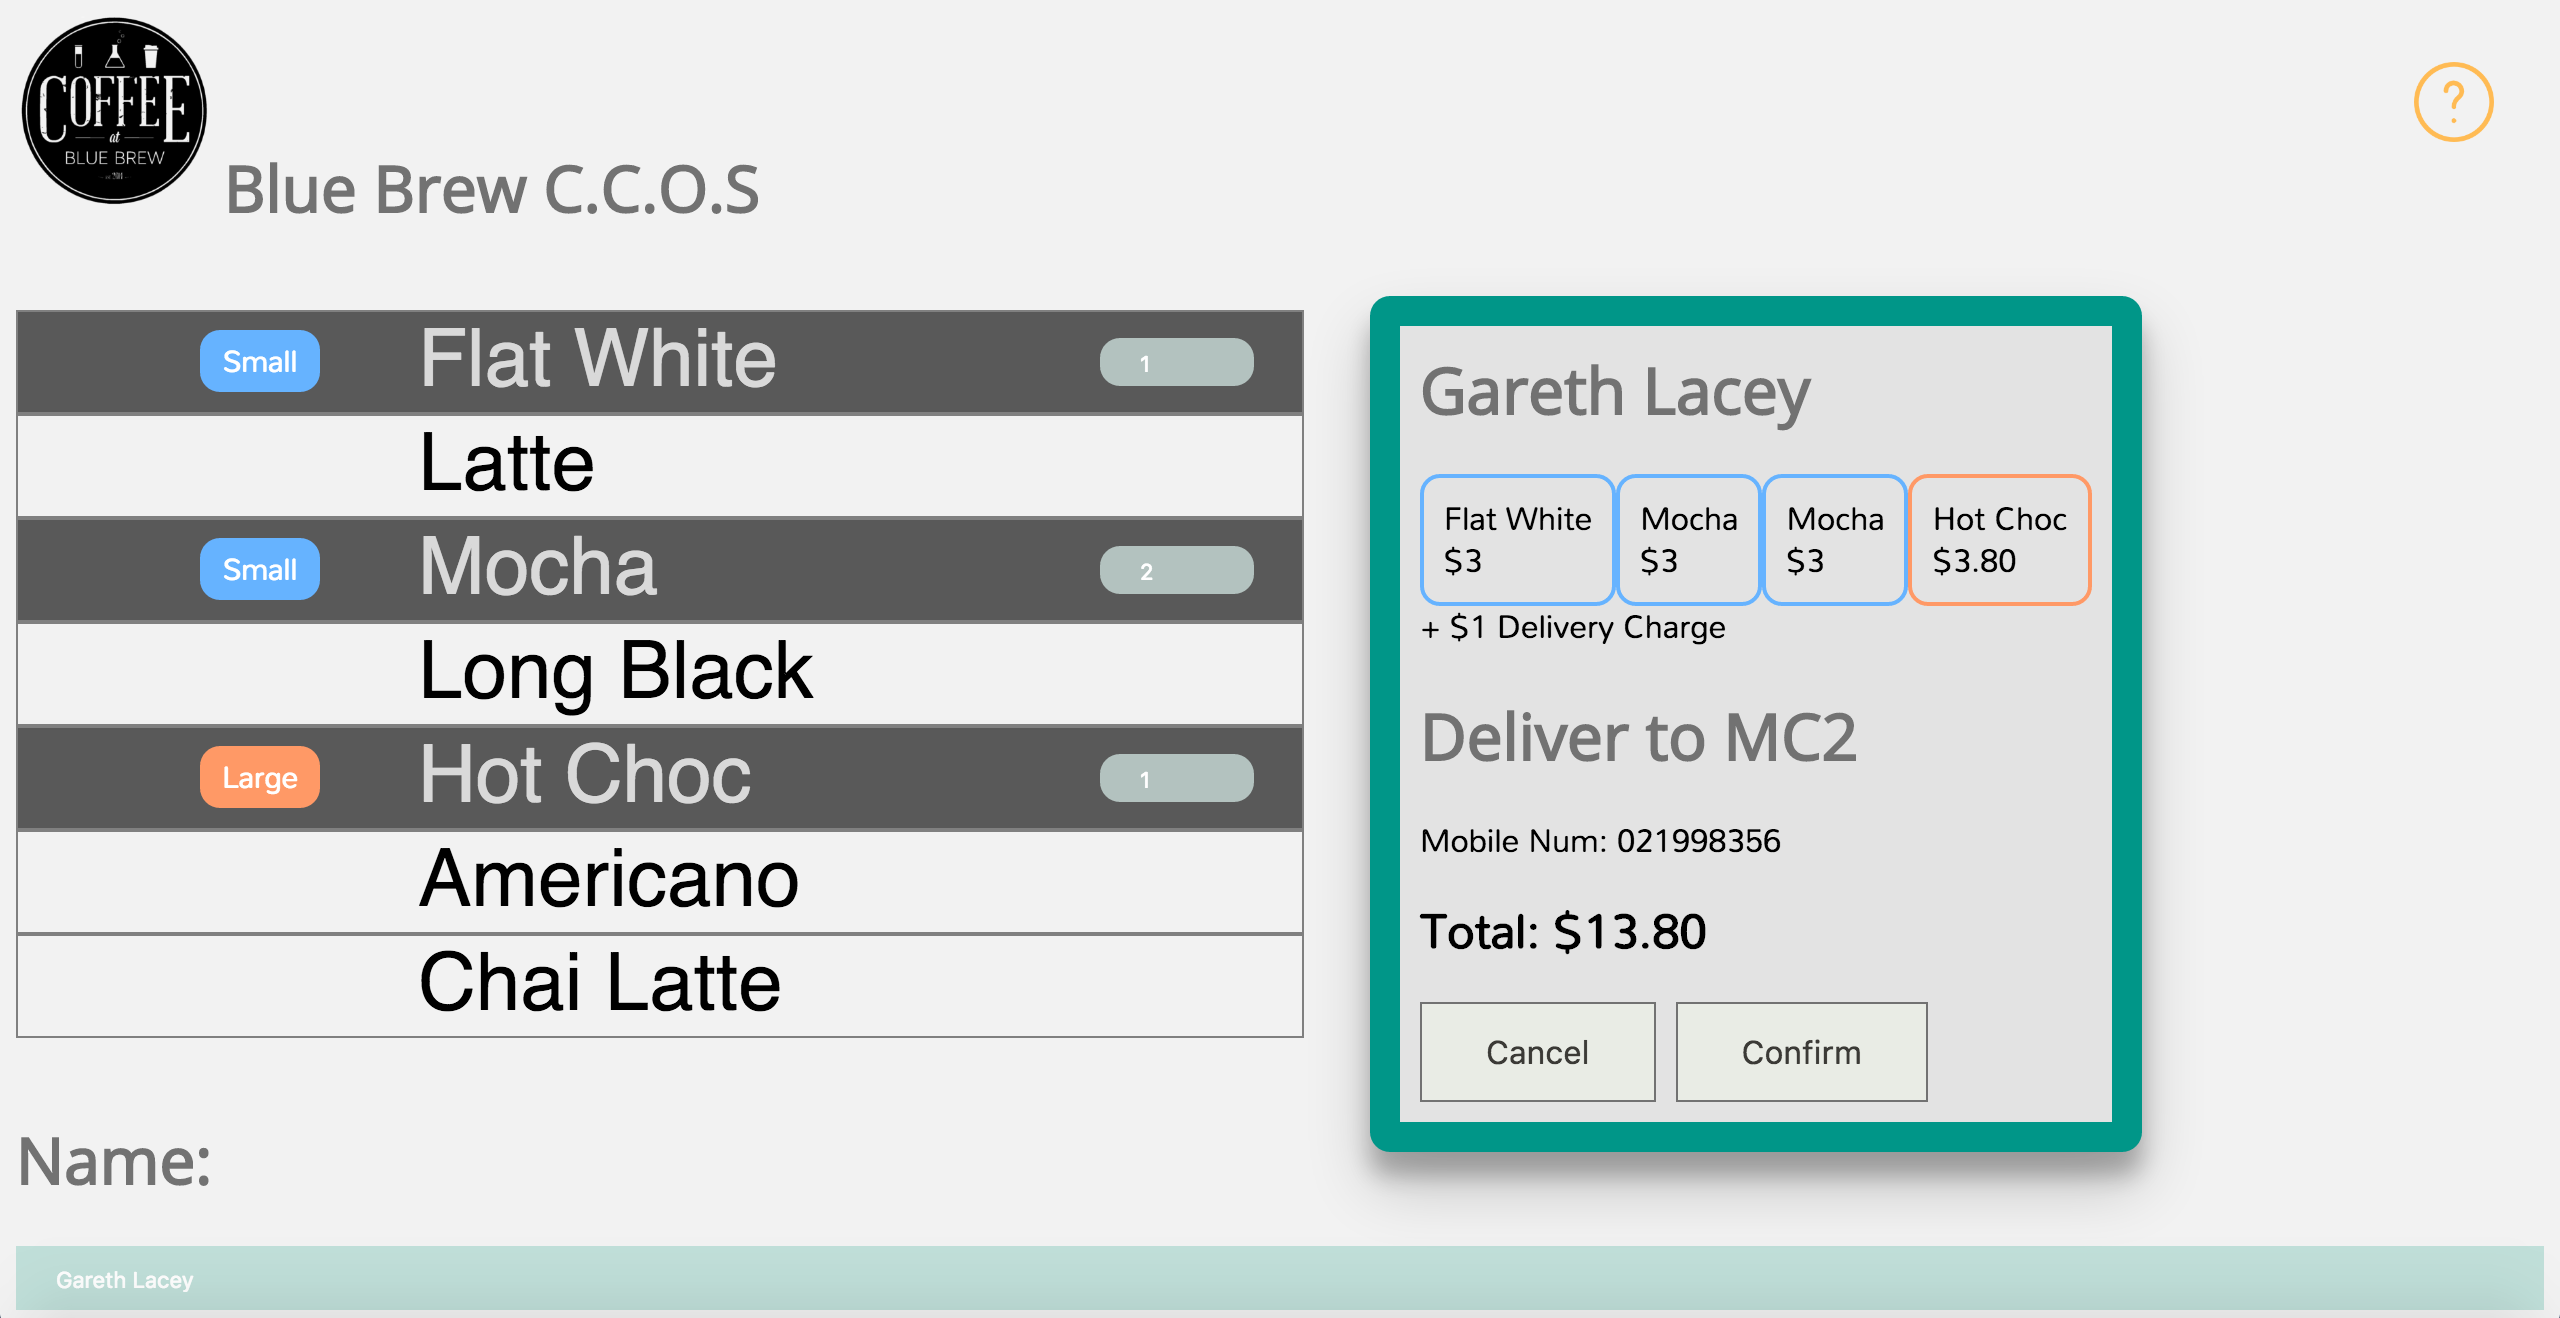 COFFEE
at
BLUE BREW
Blue Brew C.C.O.S
?
Small Flat White 1
Latte
Small Mocha 2
Long Black
Large Hot Choc 1
Americano
Chai Latte
Name:
Gareth Lacey
Gareth Lacey
Flat White Mocha Mocha Hot Choc
$3 $3 $3 $3.80
+ $1 Delivery Charge
Deliver to MC2
Mobile Num: 021998356
Total: $13.80
Cancel Confirm